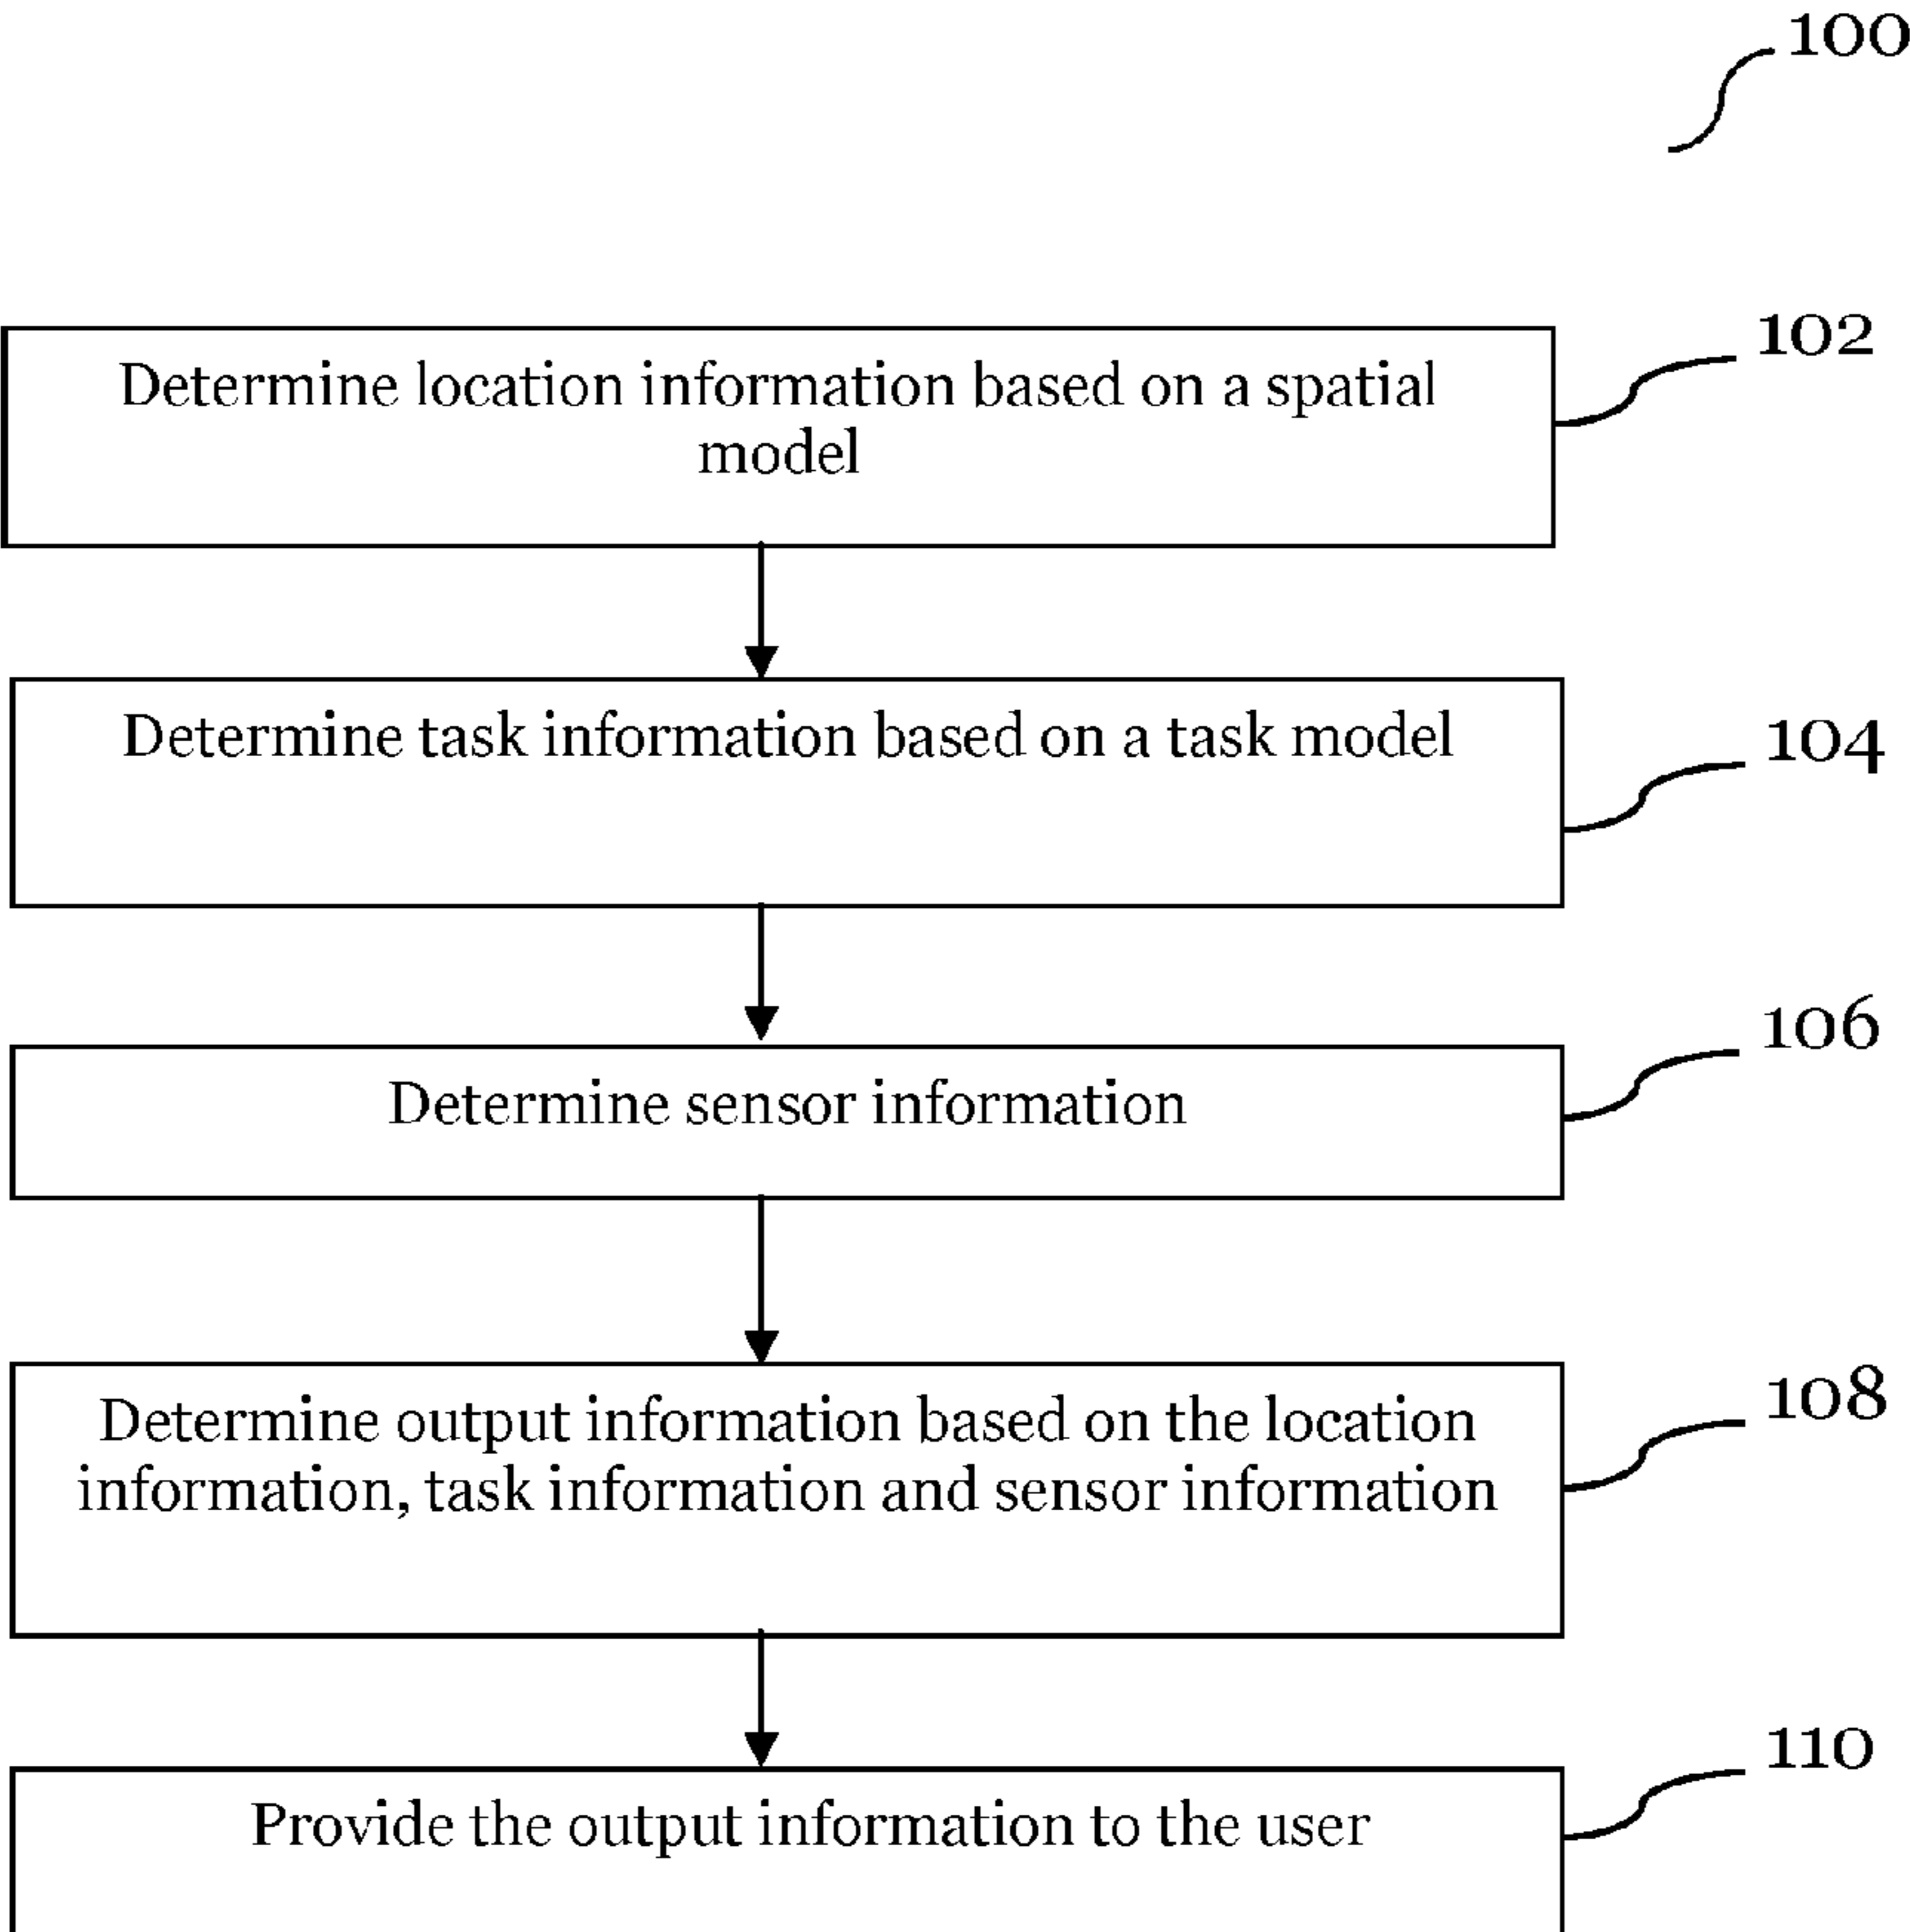 100
102
Determine location information based on a spatial
model
Determine task information based on a task model
104
106
Determine sensor information
108
Determine output information based on the location
information, task information and sensor information
110
Provide the output information to the user